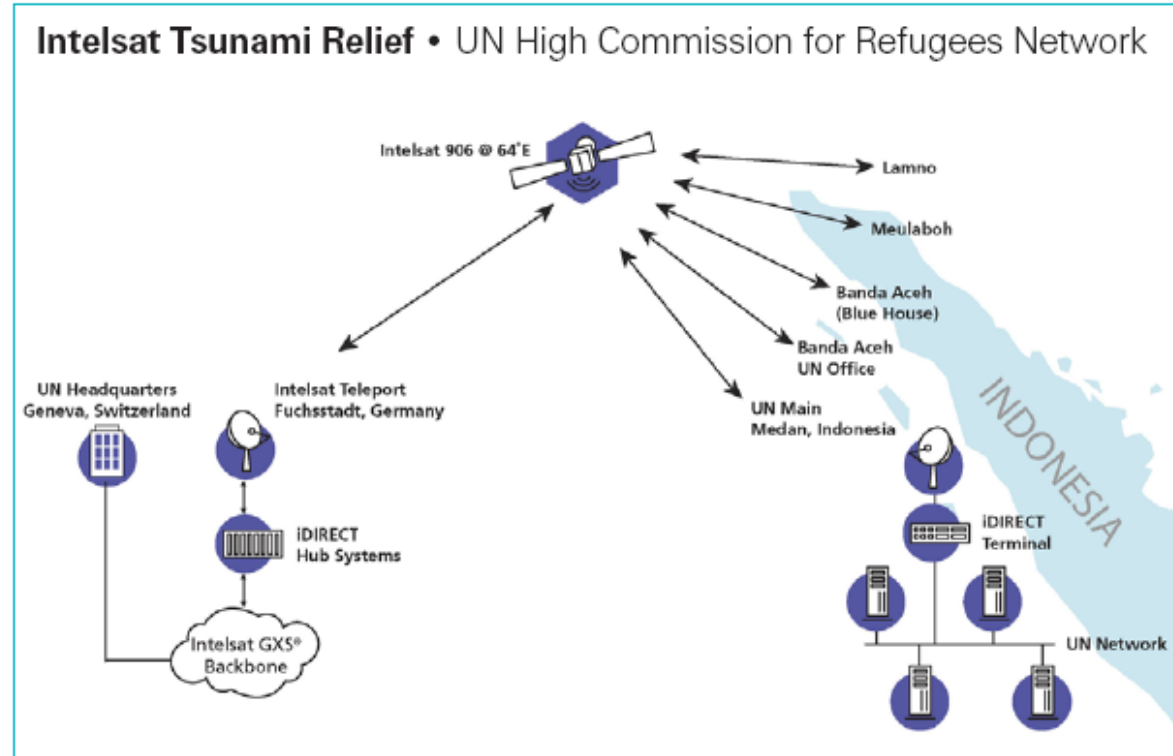 Intelsat Tsunami Relief • UN High Commission for Refugees Network
Intelsat 906 @ 64°E
Lamno
Meulaboh
Banda Aceh
(Blue House)
Banda Aceh
UN Office
UN Main
Medan, Indonesia
INDONESIA
UN Headquarters
Geneva, Switzerland
Intelsat Teleport
Fuchsstadt, Germany
iDIRECT
Hub Systems
Intelsat GXS®
Backbone
iDIRECT
Terminal
UN Network